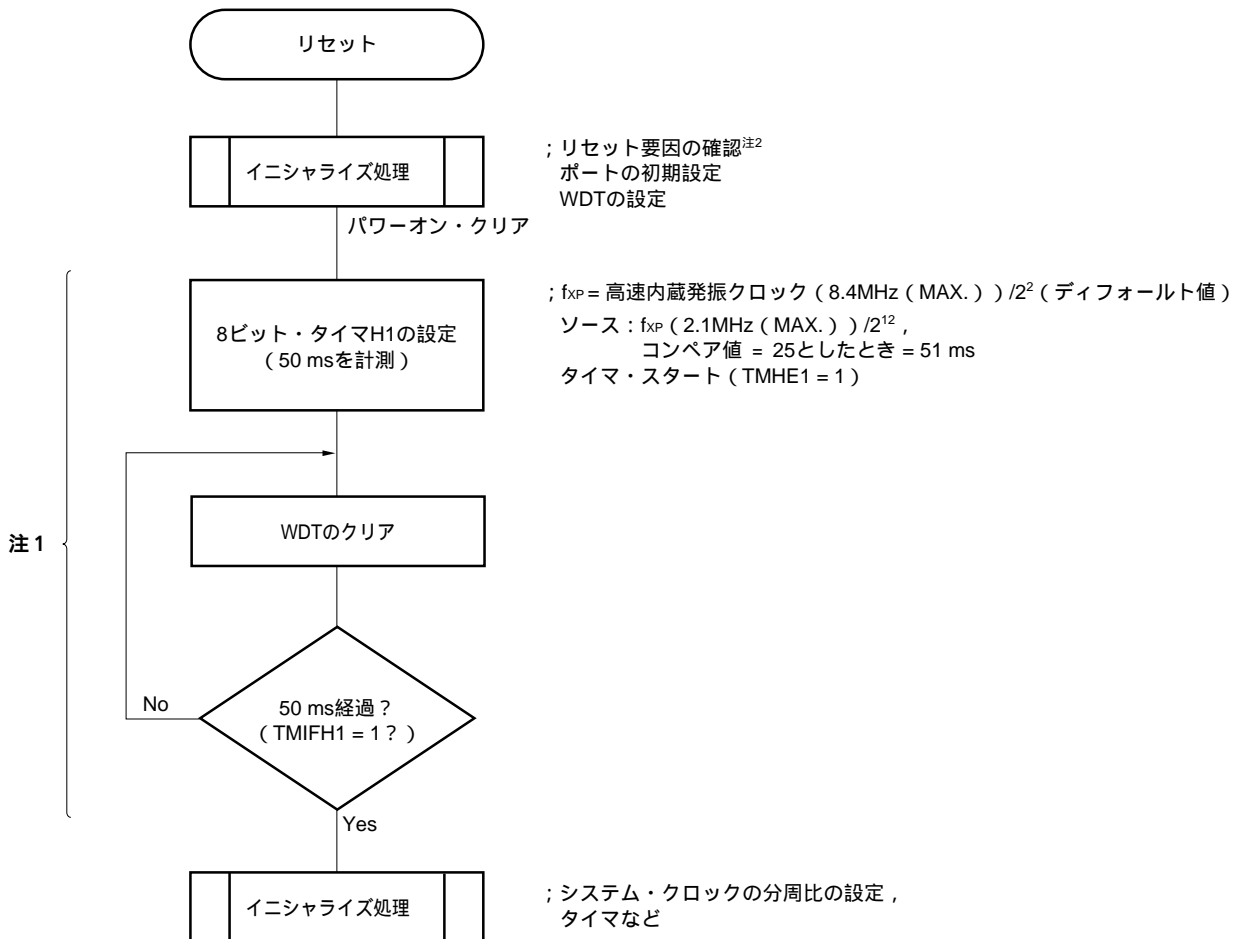 リセット
イニシャライズ処理
;リセット要因の確認注2
ポートの初期設定
WDTの設定
パワーオン・クリア
注1
8ビット・タイマH1の設定
(50 msを計測)
;fXP = 高速内蔵発振クロック(8.4MHz(MAX.))/2²(ディフォールト値)
ソース:fXP(2.1MHz(MAX.))/2¹²,
コンペア値 = 25としたとき = 51 ms
タイマ・スタート(TMHE1 = 1)
WDTのクリア
50 ms経過?
(TMIFH1 = 1?)
No
Yes
イニシャライズ処理
;システム・クロックの分周比の設定,
タイマなど